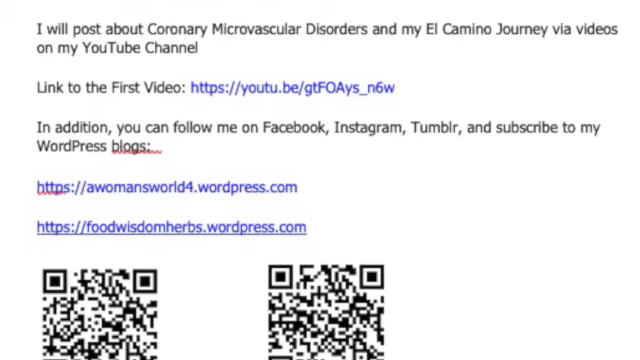 I will post about Coronary Microvascular Disorders and my El Camino Journey via videos
on my YouTube Channel
Link to the First Video: https://youtu.be/gtFOAys_n6w
In addition, you can follow me on Facebook, Instagram, Tumblr, and subscribe to my
WordPress blogs:
https://awomansworld4.wordpress.com
https://foodwisdomherbs.wordpress.com